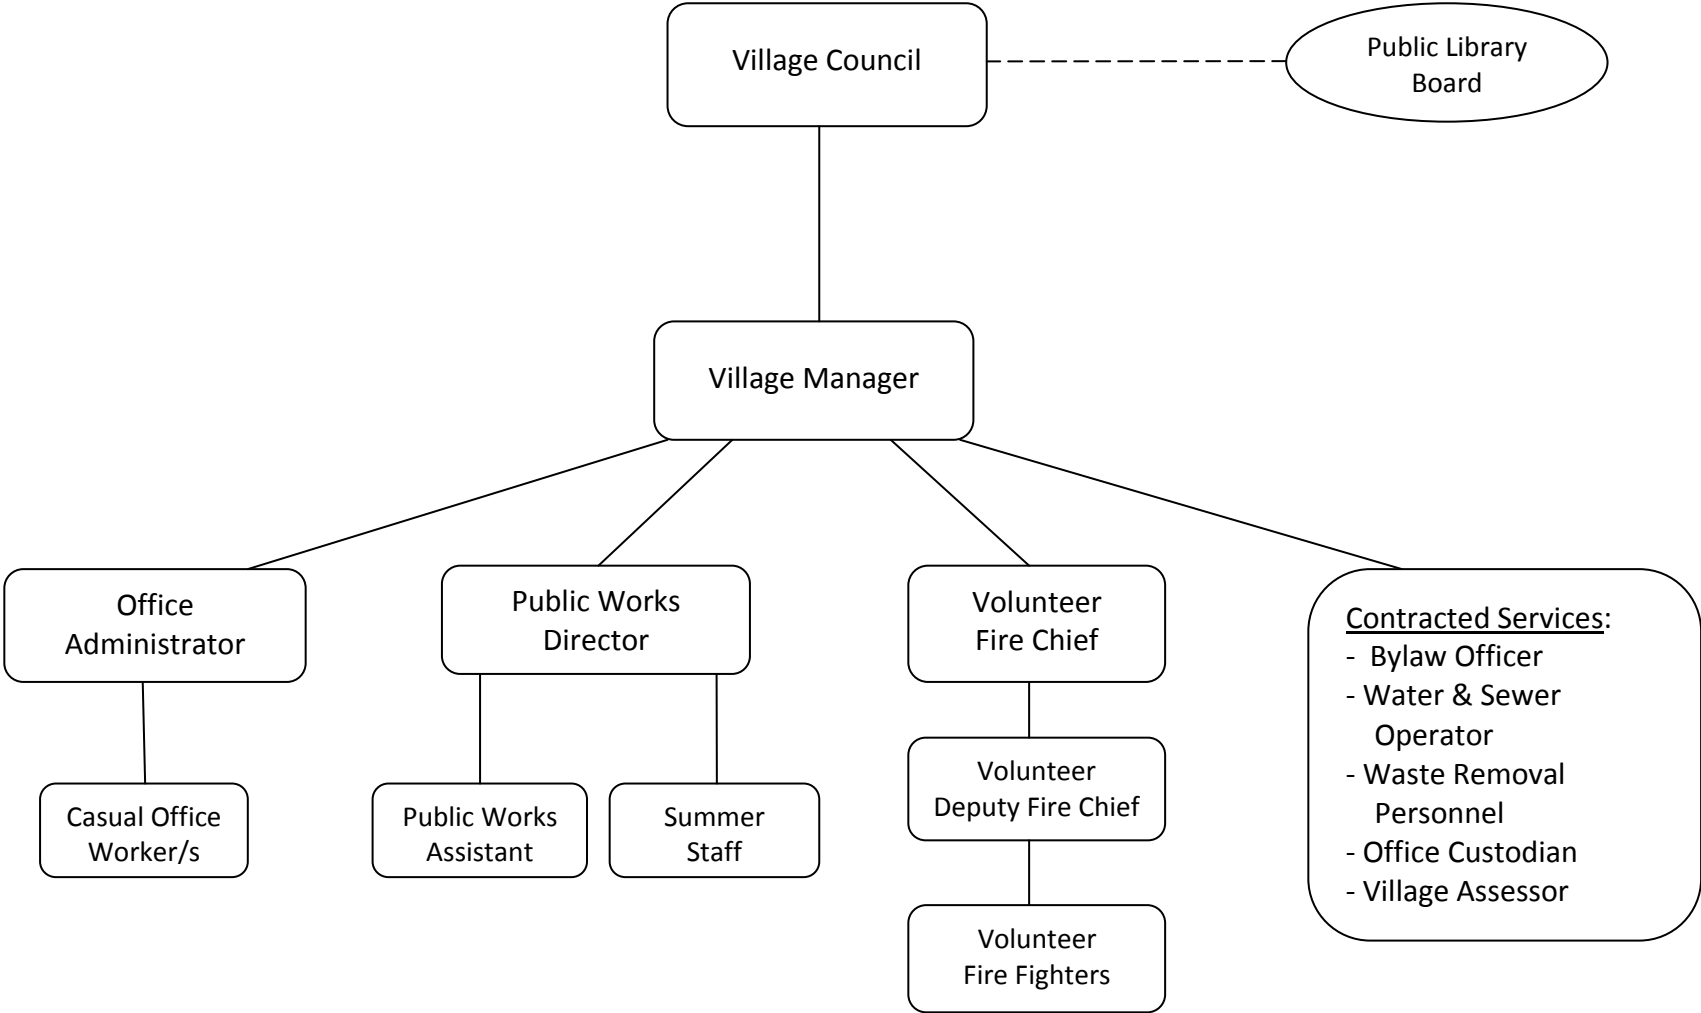 Village Council
Public Library
Board
Village Manager
Office
Administrator
Public Works
Director
Volunteer
Fire Chief
Contracted Services:
-  Bylaw Officer
- Water & Sewer
Operator
- Waste Removal
Personnel
- Office Custodian
- Village Assessor
Casual Office
Worker/s
Public Works
Assistant
Summer
Staff
Volunteer
Deputy Fire Chief
Volunteer
Fire Fighters